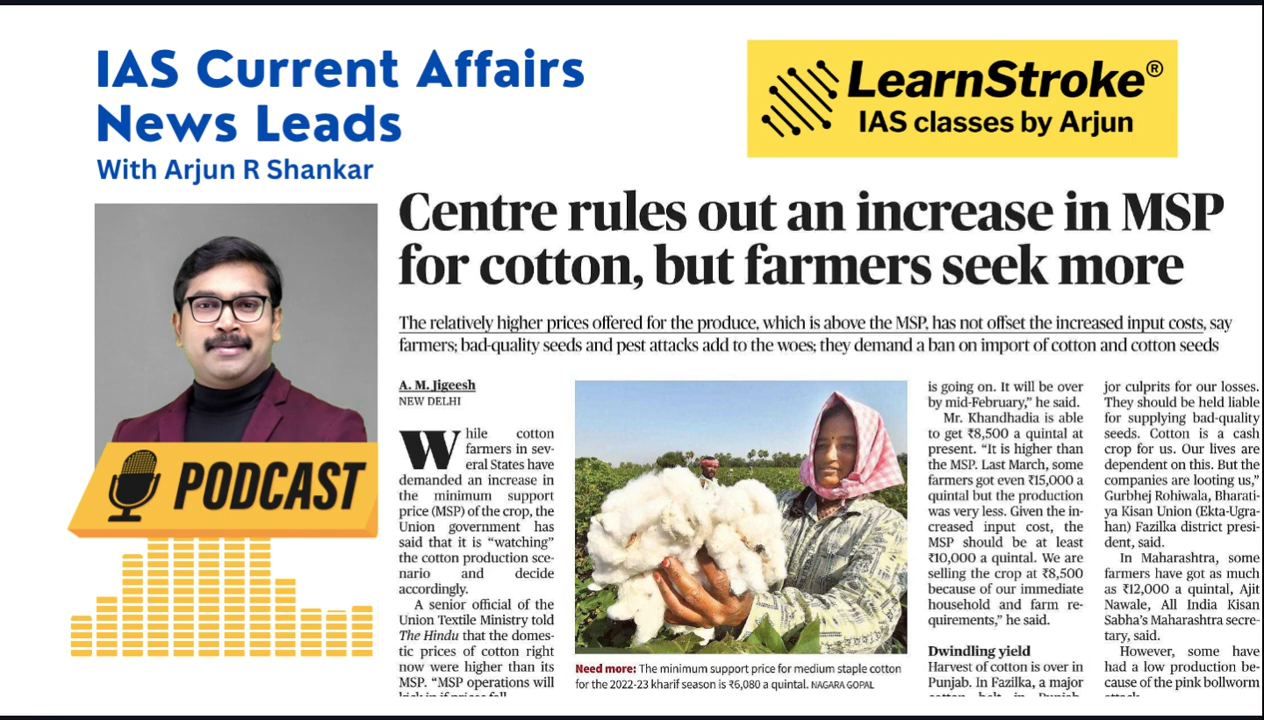 IAS Current Affairs
News Leads
With Arjun R Shankar
LearnStroke®
IAS classes by Arjun
PODCAST
Centre rules out an increase in MSP
for cotton, but farmers seek more
The relatively higher prices offered for the produce, which is above the MSP, has not offset the increased input costs, say
farmers; bad-quality seeds and pest attacks add to the woes; they demand a ban on import of cotton and cotton seeds
A. M. Jigeesh
NEW DELHI
While cotton
farmers in sev-
eral States have
demanded an increase in
the minimum support
price (MSP) of the crop, the
Union government has
said that it is “watching”
the cotton production sce-
nario and decide
accordingly.
A senior official of the
Union Textile Ministry told
The Hindu that the domes-
tic prices of cotton right
now were higher than its
MSP. “MSP operations will
Need more: The minimum support price for medium staple cotton
for the 2022-23 kharif season is ₹6,080 a quintal. NAGARA GOPAL
is going on. It will be over
by mid-February,” he said.
Mr. Khandhadia is able
to get ₹8,500 a quintal at
present. “It is higher than
the MSP. Last March, some
farmers got even ₹15,000 a
quintal but the production
was very less. Given the in-
creased input cost, the
MSP should be at least
₹10,000 a quintal. We are
selling the crop at ₹8,500
because of our immediate
household and farm re-
quirements,” he said.
Dwindling yield
Harvest of cotton is over in
Punjab. In Fazilka, a major
jor culprits for our losses.
They should be held liable
for supplying bad-quality
seeds. Cotton is a cash
crop for us. Our lives are
dependent on this. But the
companies are looting us,”
Gurbhej Rohiwala, Bharati-
ya Kisan Union (Ekta-Ugra-
han) Fazilka district presi-
dent, said.
In Maharashtra, some
farmers have got as much
as ₹12,000 a quintal, Ajit
Nawale, All India Kisan
Sabha’s Maharashtra secre-
tary, said.
However, some have
had a low production be-
cause of the pink bollworm